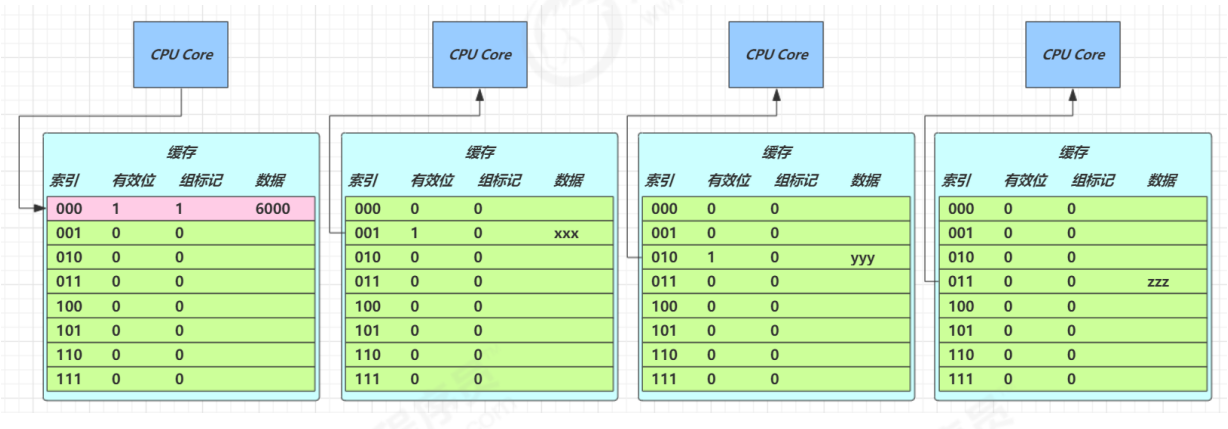 CPU Core CPU Core CPU Core CPU Core
缓存 缓存 缓存 缓存
索引 有效位 组标记 数据 索引 有效位 组标记 数据 索引 有效位 组标记 数据 索引 有效位 组标记 数据
000 1 1 6000 000 0 0 000 0 0 000 0 0
001 0 0 001 1 0 xxx 001 0 0 001 0 0
010 0 0 010 0 0 010 1 0 yyy 010 0 0
011 0 0 011 0 0 011 0 0 011 0 0 zzz
100 0 0 100 0 0 100 0 0 100 0 0
101 0 0 101 0 0 101 0 0 101 0 0
110 0 0 110 0 0 110 0 0 110 0 0
111 0 0 111 0 0 111 0 0 111 0 0